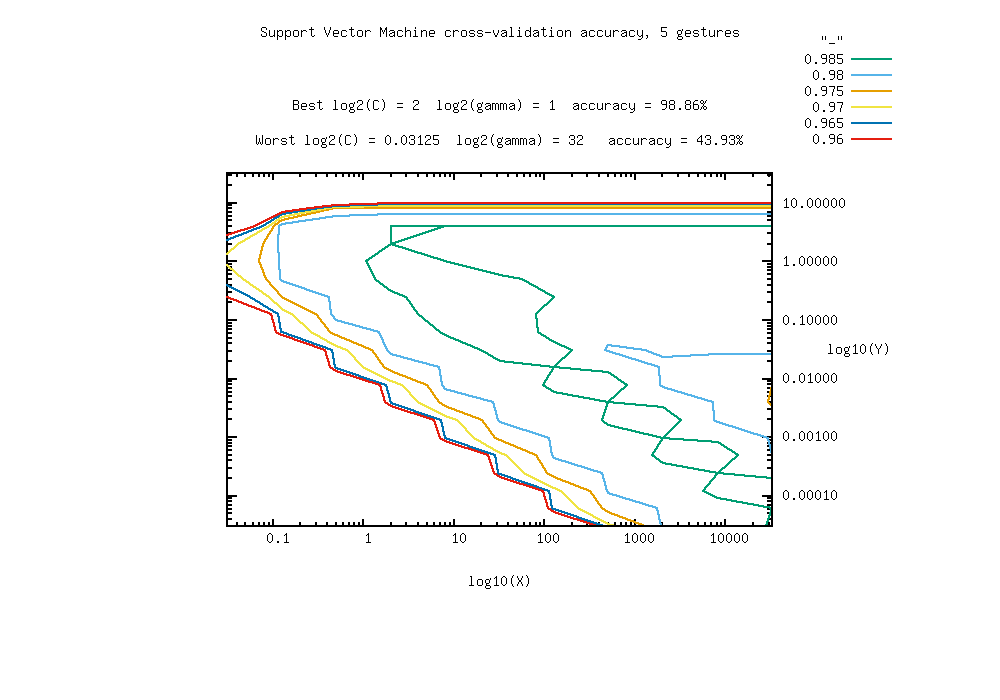 Support Vector Machine cross-validation accuracy, 5 gestures
"_"
0.985
0.98
0.975
0.97
0.965
0.96
Best log2(C) = 2  log2(gamma) = 1  accuracy = 98.86%
Worst log2(C) = 0.03125  log2(gamma) = 32   accuracy = 43.93%
10.00000
1.00000
0.10000
log10(Y)
0.01000
0.00100
0.00010
0.1 1 10 100 1000 10000
log10(X)